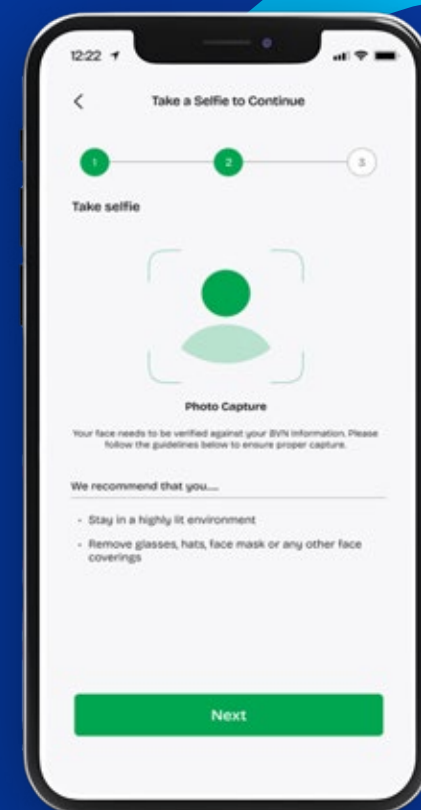 12:22
Take a Selfie to Continue
1 2 3
Take selfie
Photo Capture
Your face needs to be verified against your BVN Information. Please
follow the guidelines below to ensure proper capture.
We recommend that you....
- Stay in a highly lit environment
- Remove glasses, hats, face mask or any other face
coverings
Next